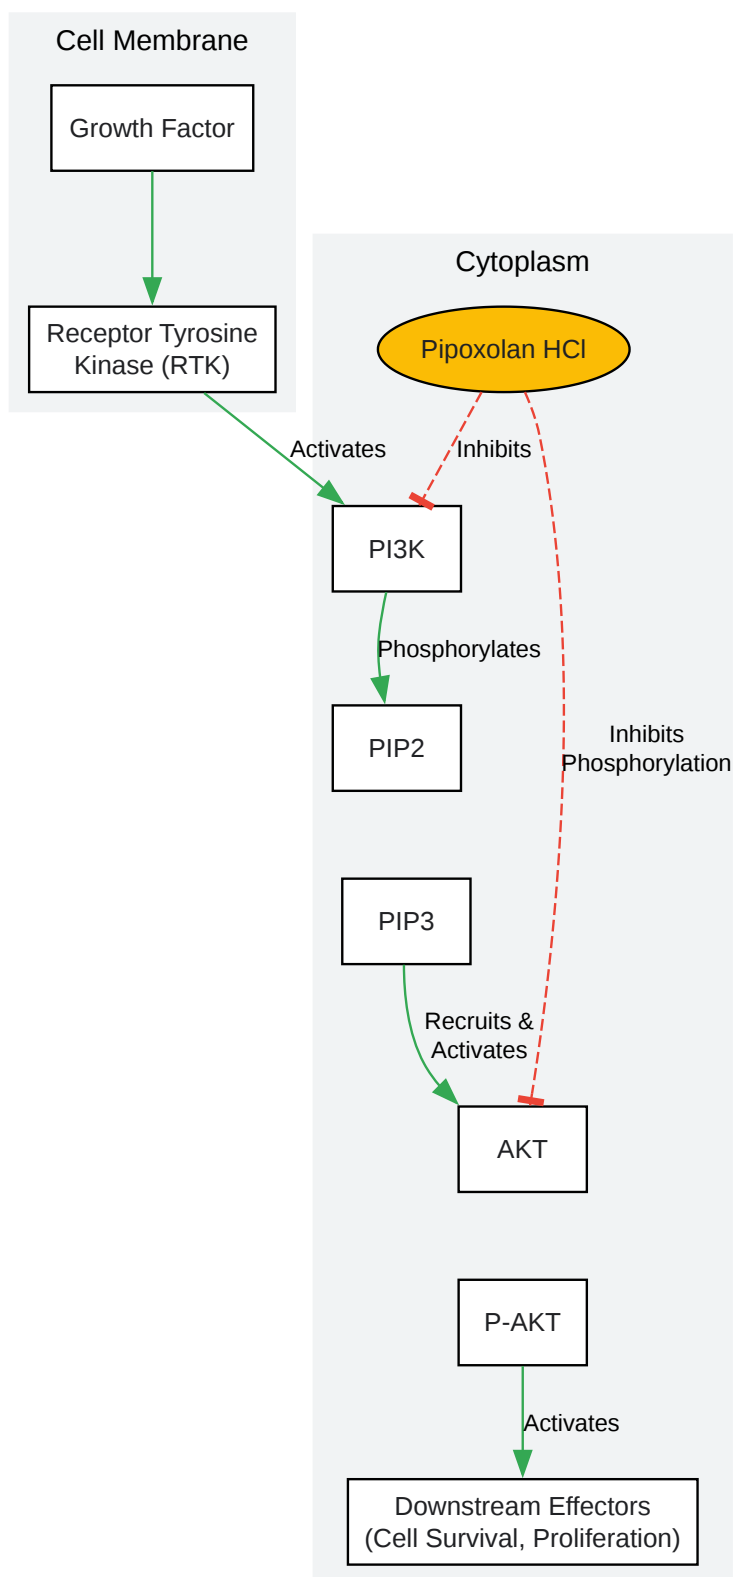 Cell Membrane
Growth Factor
Cytoplasm
Receptor Tyrosine
Kinase (RTK)
Pipoxolan HCl
Activates
Inhibits
PI3K
Phosphorylates
PIP2
Inhibits
Phosphorylation
PIP3
Recruits &
Activates
AKT
P-AKT
Activates
Downstream Effectors
(Cell Survival, Proliferation)